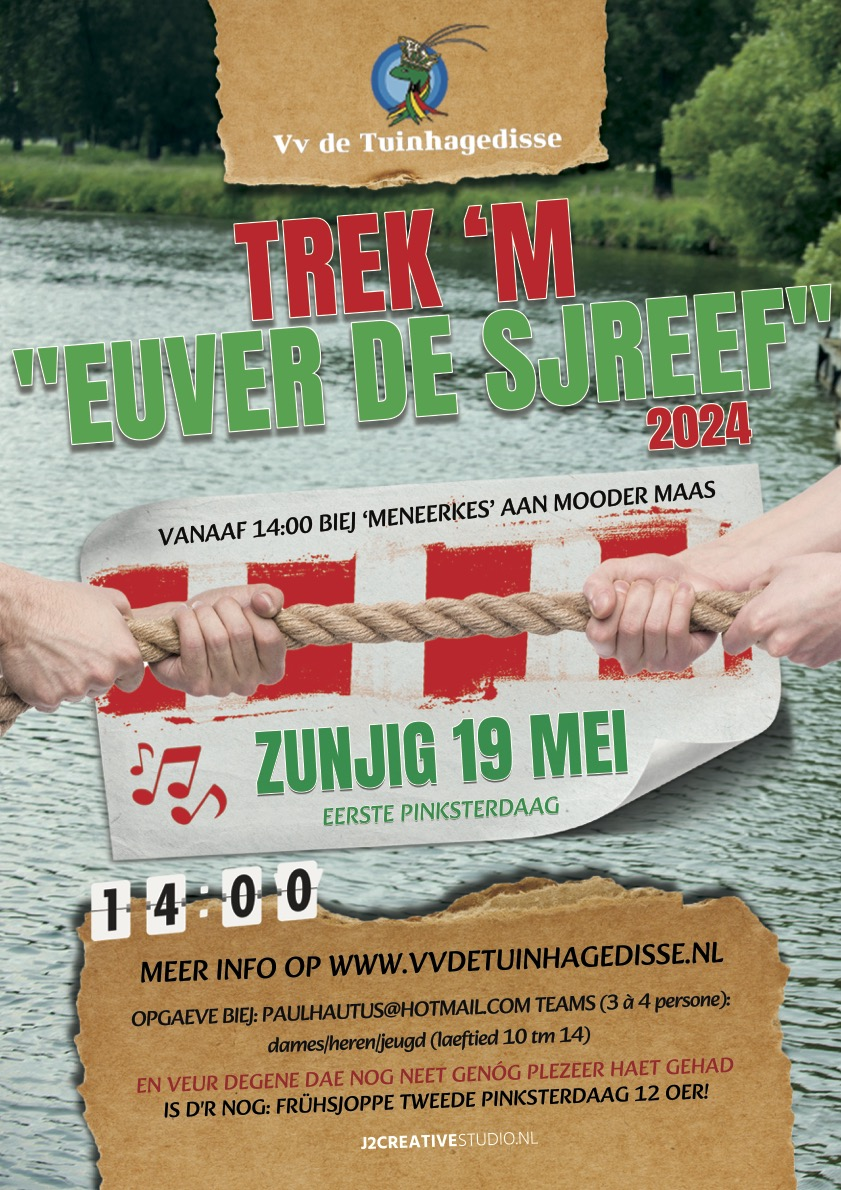 Vv de Tuinhagedisse
TREK ‘M
"EUVER DE SJREEF"
2024
VANAAF 14:00 BIEJ ‘MENEERKES’ AAN MOODER MAAS
ZUNJIG 19 MEI
EERSTE PINKSTERDAAG
14:00
MEER INFO OP WWW.VVDETUINHAGEDISSE.NL
OPGAEVE BIEJ: PAULHAUTUS@HOTMAIL.COM TEAMS (3 à 4 persone):
dames/heren/jeugd (laeftied 10 tm 14)
EN VEUR DEGENE DAE NOG NEET GENÓG PLEZEER HAET GEHAD
IS D'R NOG: FRÜHSJOPPE TWEEDE PINKSTERDAAG 12 OER!
J2CREATIVESTUDIO.NL